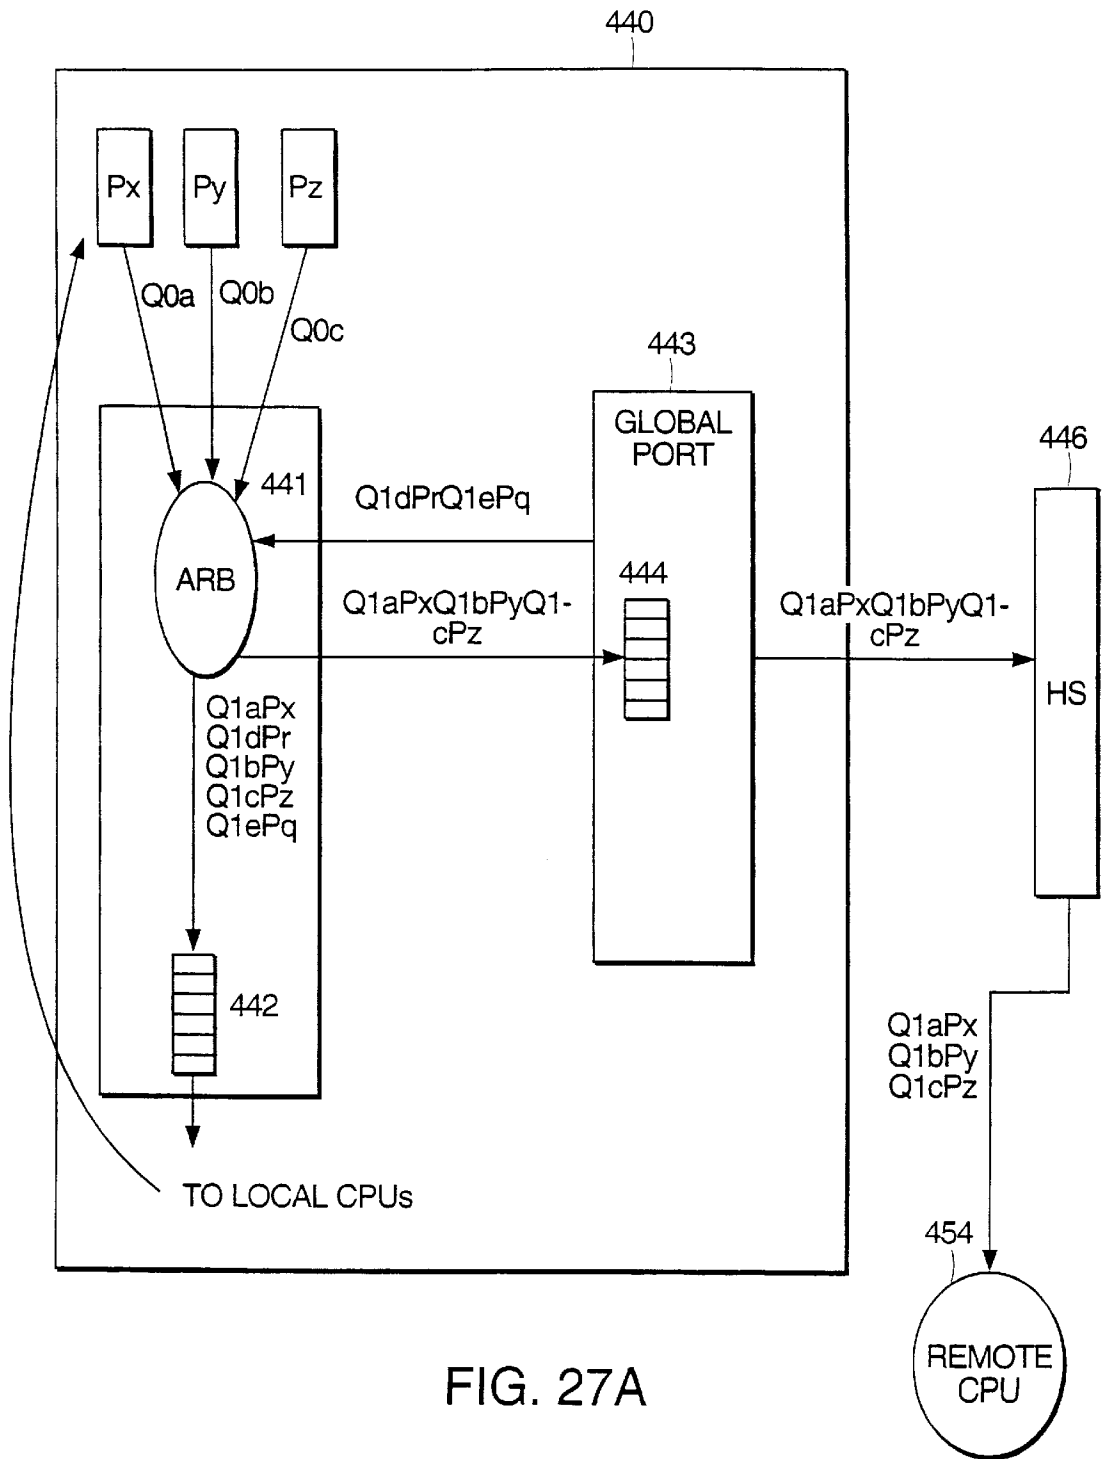 440
Px
Py
Pz
Q0a
Q0b
Q0c
443
GLOBAL
PORT
446
441
Q1dPrQ1ePq
ARB
444
Q1aPxQ1bPyQ1-
cPz
Q1aPxQ1bPyQ1-
cPz
HS
Q1aPx
Q1dPr
Q1bPy
Q1cPz
Q1ePq
442
Q1aPx
Q1bPy
Q1cPz
TO LOCAL CPUs
454
REMOTE
CPU
FIG. 27A